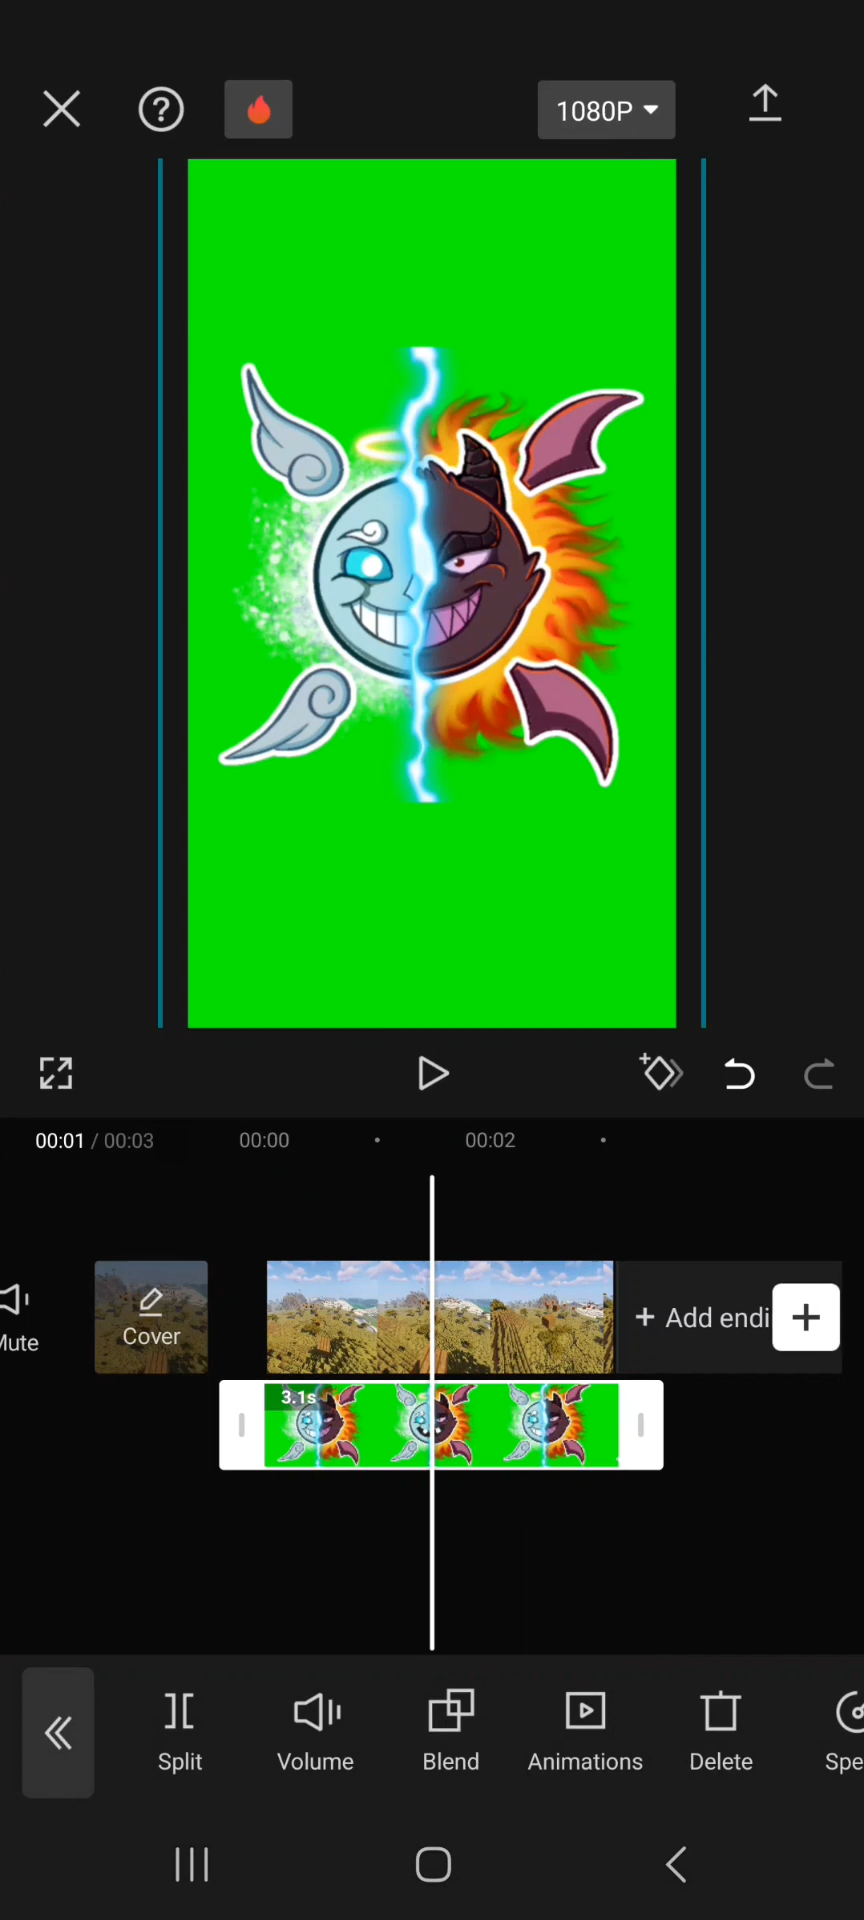 ?
1080P
00:01 / 00:03
00:00
00:02
Mute
Cover
+ Add endi
+
3.1s
Split
Volume
Blend
Animations
Delete
Spe